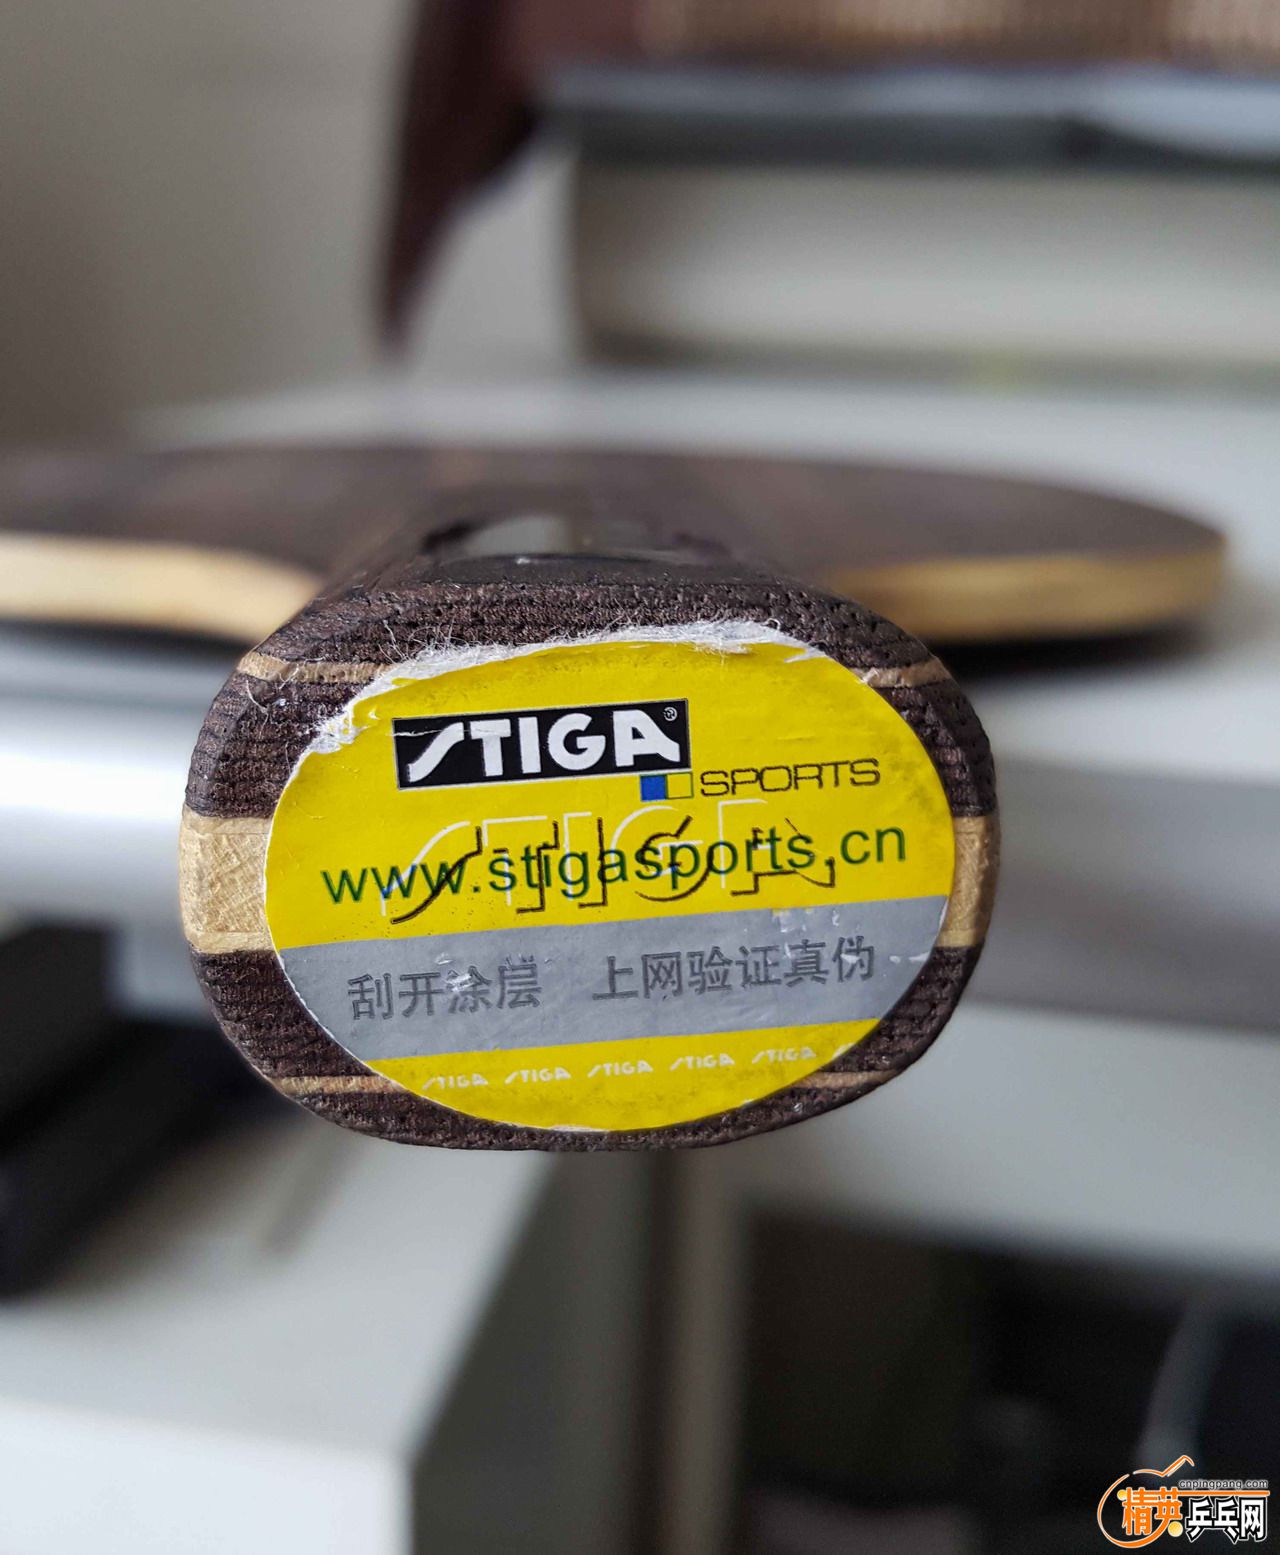 STIGA®
SPORTS
STIGA
www.stigasports.cn
刮开涂层 上网验证真伪
STIGA STIGA STIGA STIGA STIGA
cnpingpang.com
精英乒乓网